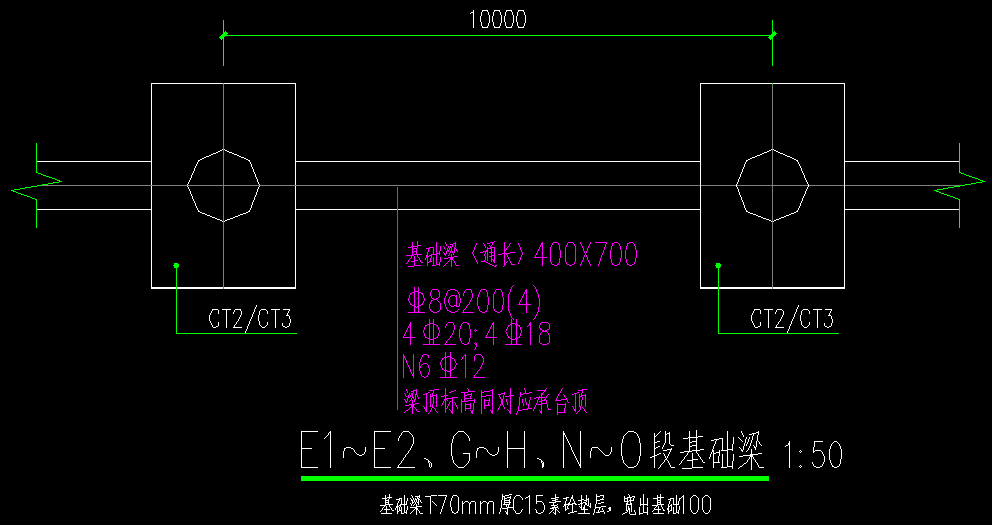 10000
基础梁〈通长〉400X700
Φ8@200(4)
4Φ20;4Φ18
N6Φ12
梁顶标高同对应承台顶
CT2/CT3
CT2/CT3
E1~E2、G~H、N~O段基础梁 1:50
基础梁下70mm厚C15素砼垫层，宽出基础100